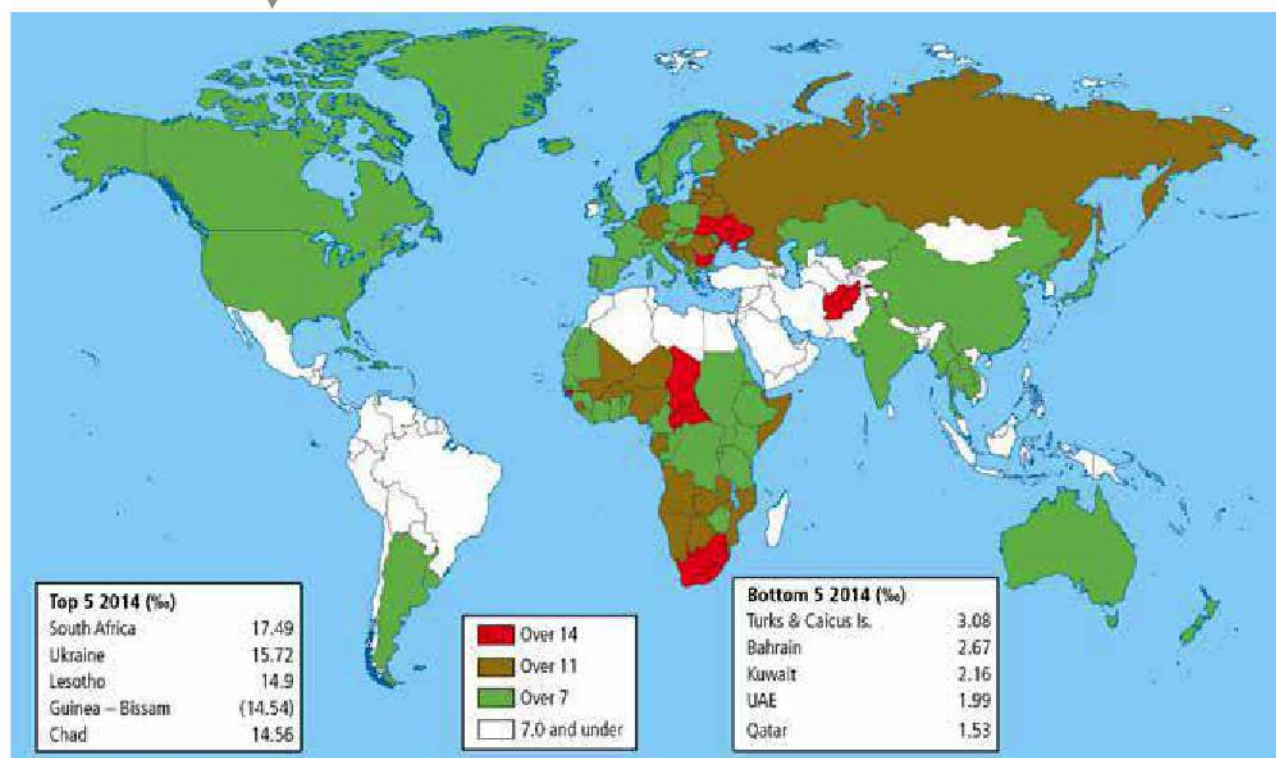 Top 5 2014 (‰)
South Africa 17.49
Ukraine 15.72
Lesotho 14.9
Guinea – Bissam (14.54)
Chad 14.56
Over 14
Over 11
Over 7
7.0 and under
Bottom 5 2014 (‰)
Turks & Caicus Is. 3.08
Bahrain 2.67
Kuwait 2.16
UAE 1.99
Qatar 1.53